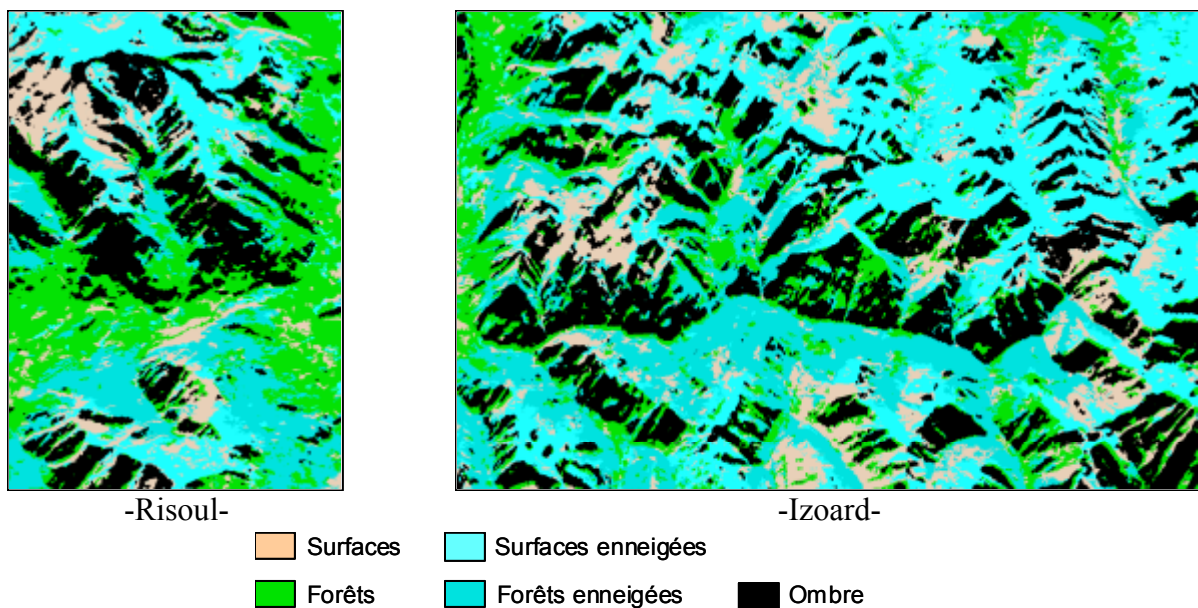 -Risoul-
-Izoard-
Surfaces
Surfaces enneigées
Forêts
Forêts enneigées
Ombre